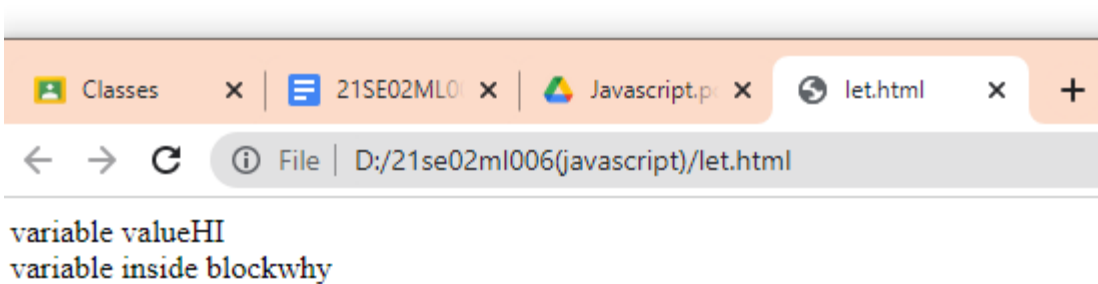 Classes 21SE02ML0 Javascript.p let.html
File D:/21se02ml006(javascript)/let.html
variable valueHI
variable inside blockwhy